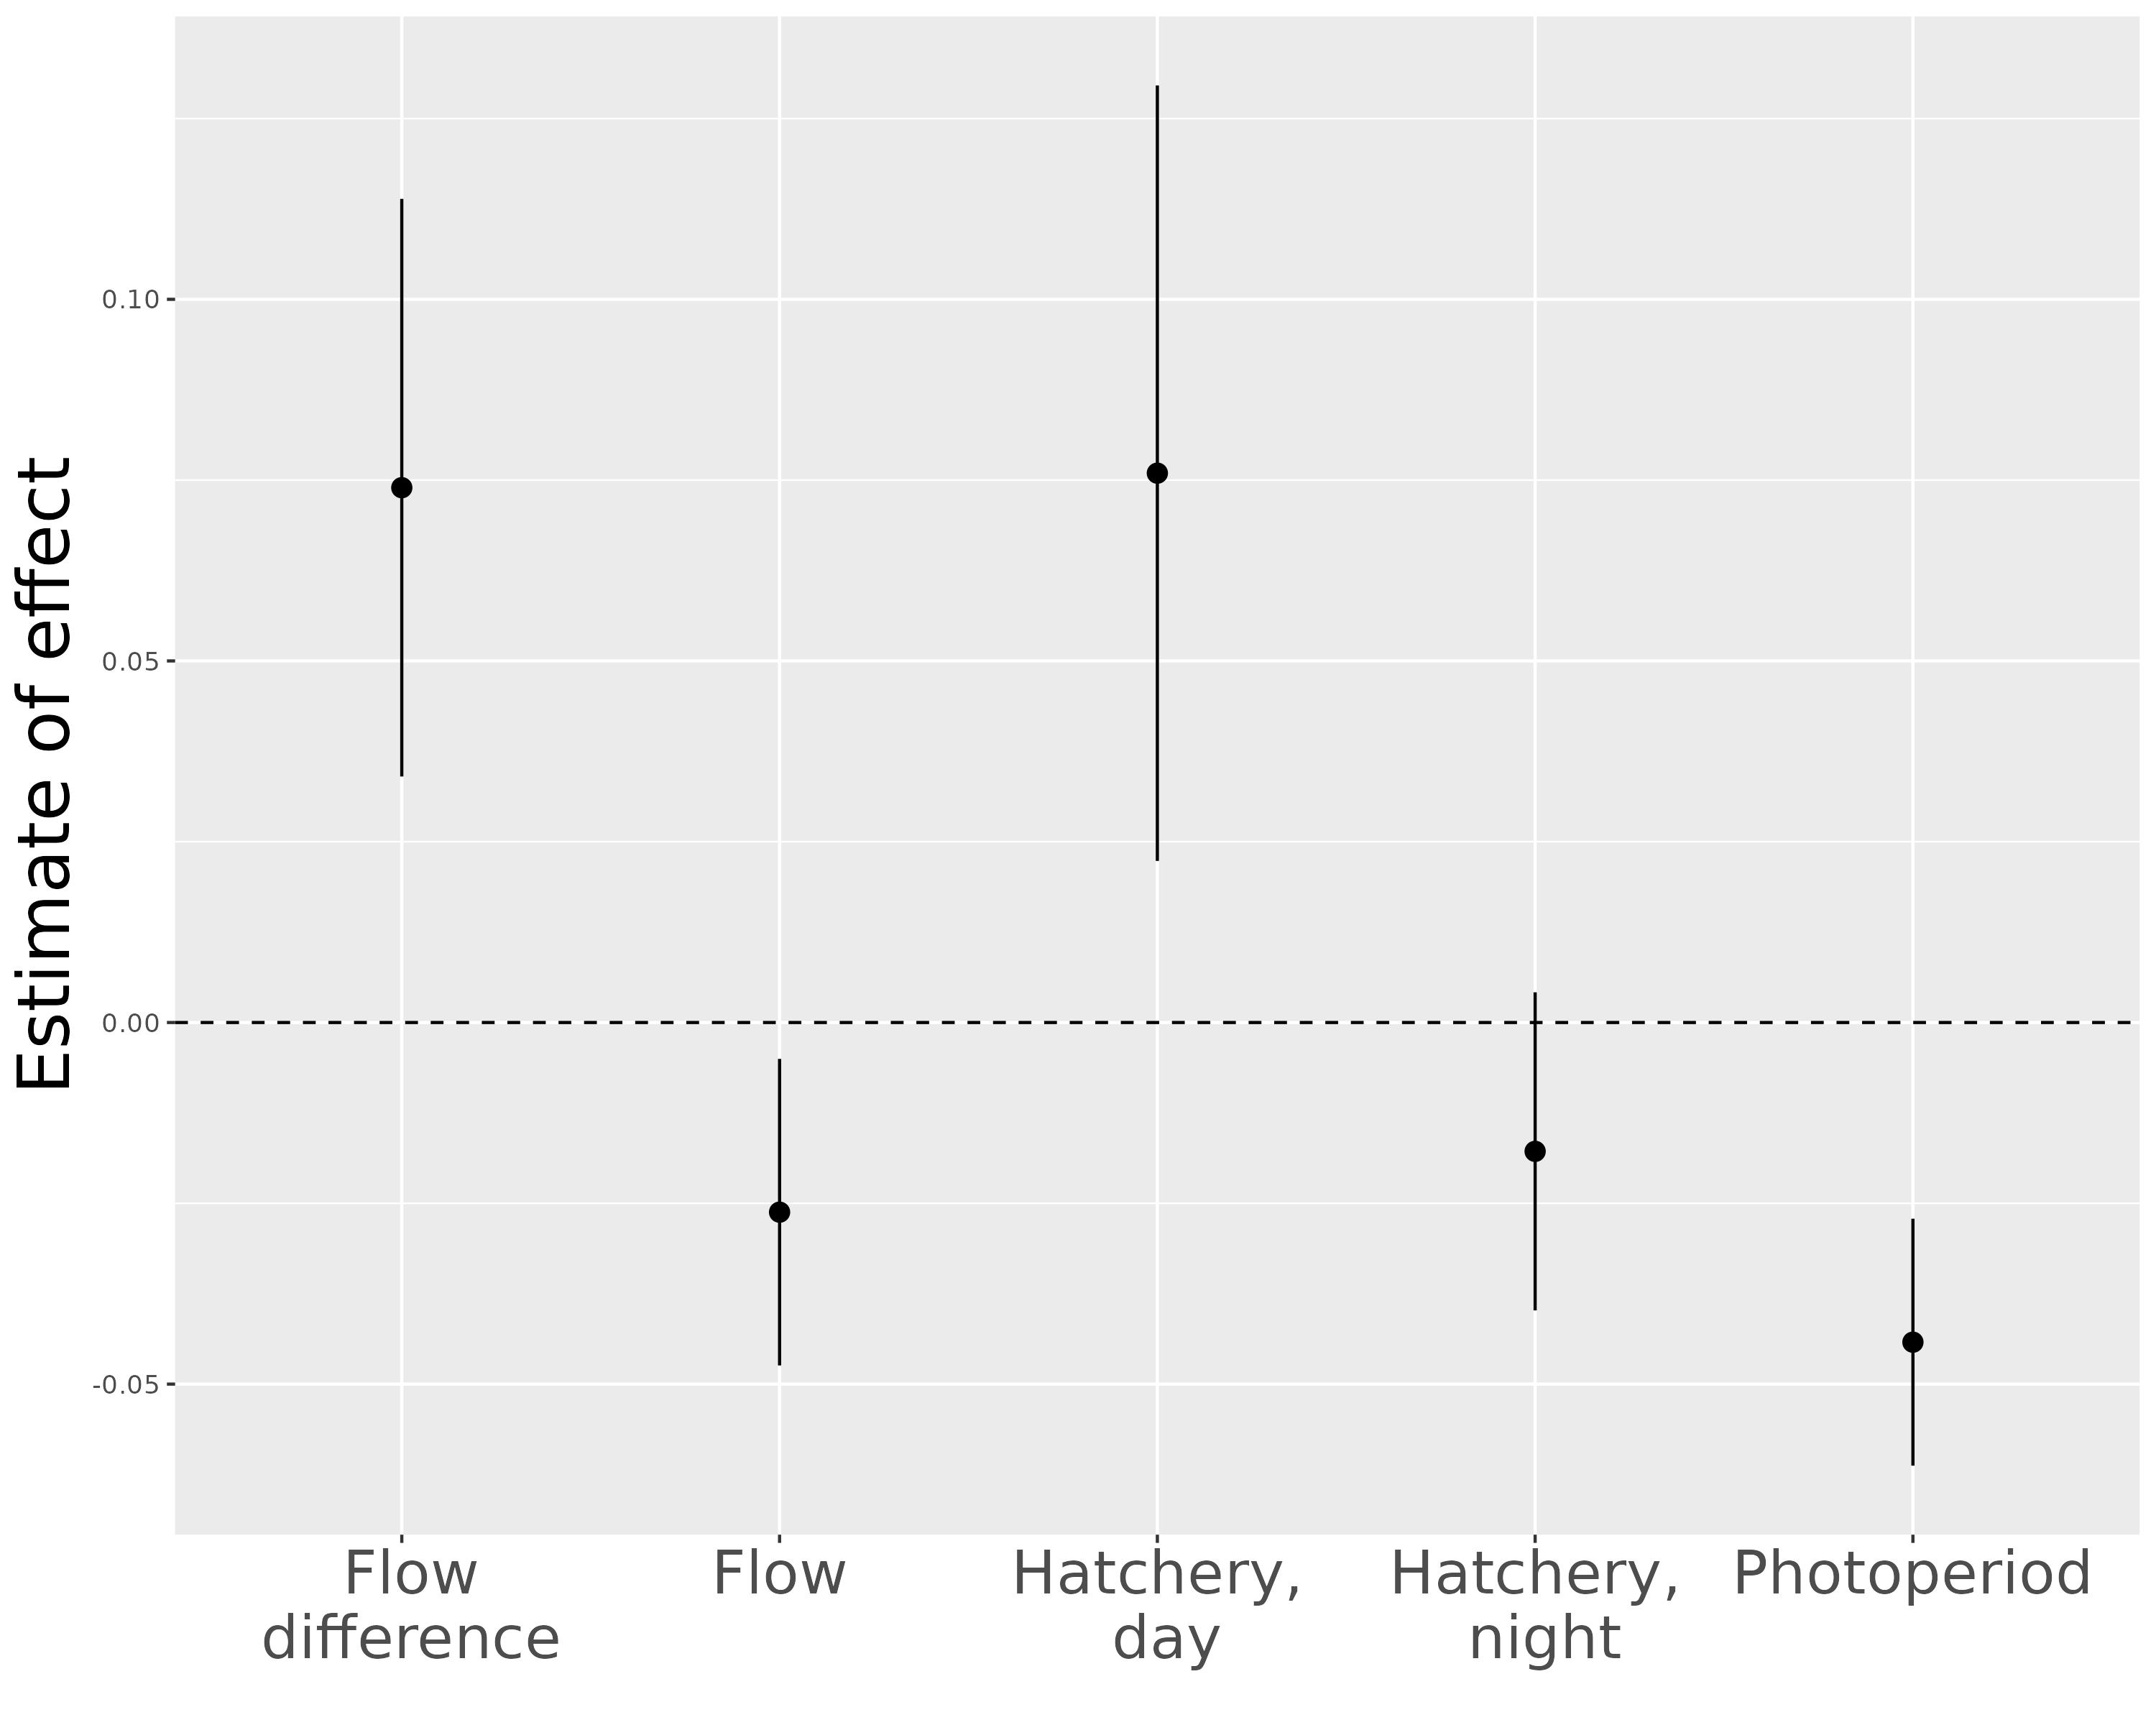 Estimate of effect
0.10
0.05
0.00
-0.05
Flow
difference
Flow
Hatchery,
day
Hatchery,
night
Photoperiod